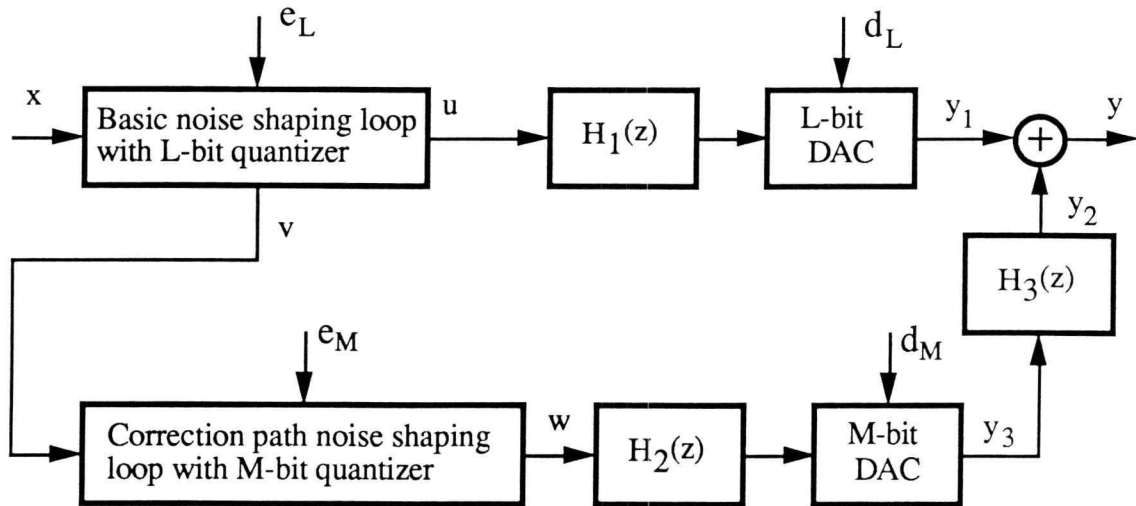 e_L
d_L
x
Basic noise shaping loop
with L-bit quantizer
u
H_1(z)
L-bit
DAC
y_1
+
y
v
y_2
H_3(z)
e_M
d_M
Correction path noise shaping
loop with M-bit quantizer
w
H_2(z)
M-bit
DAC
y_3